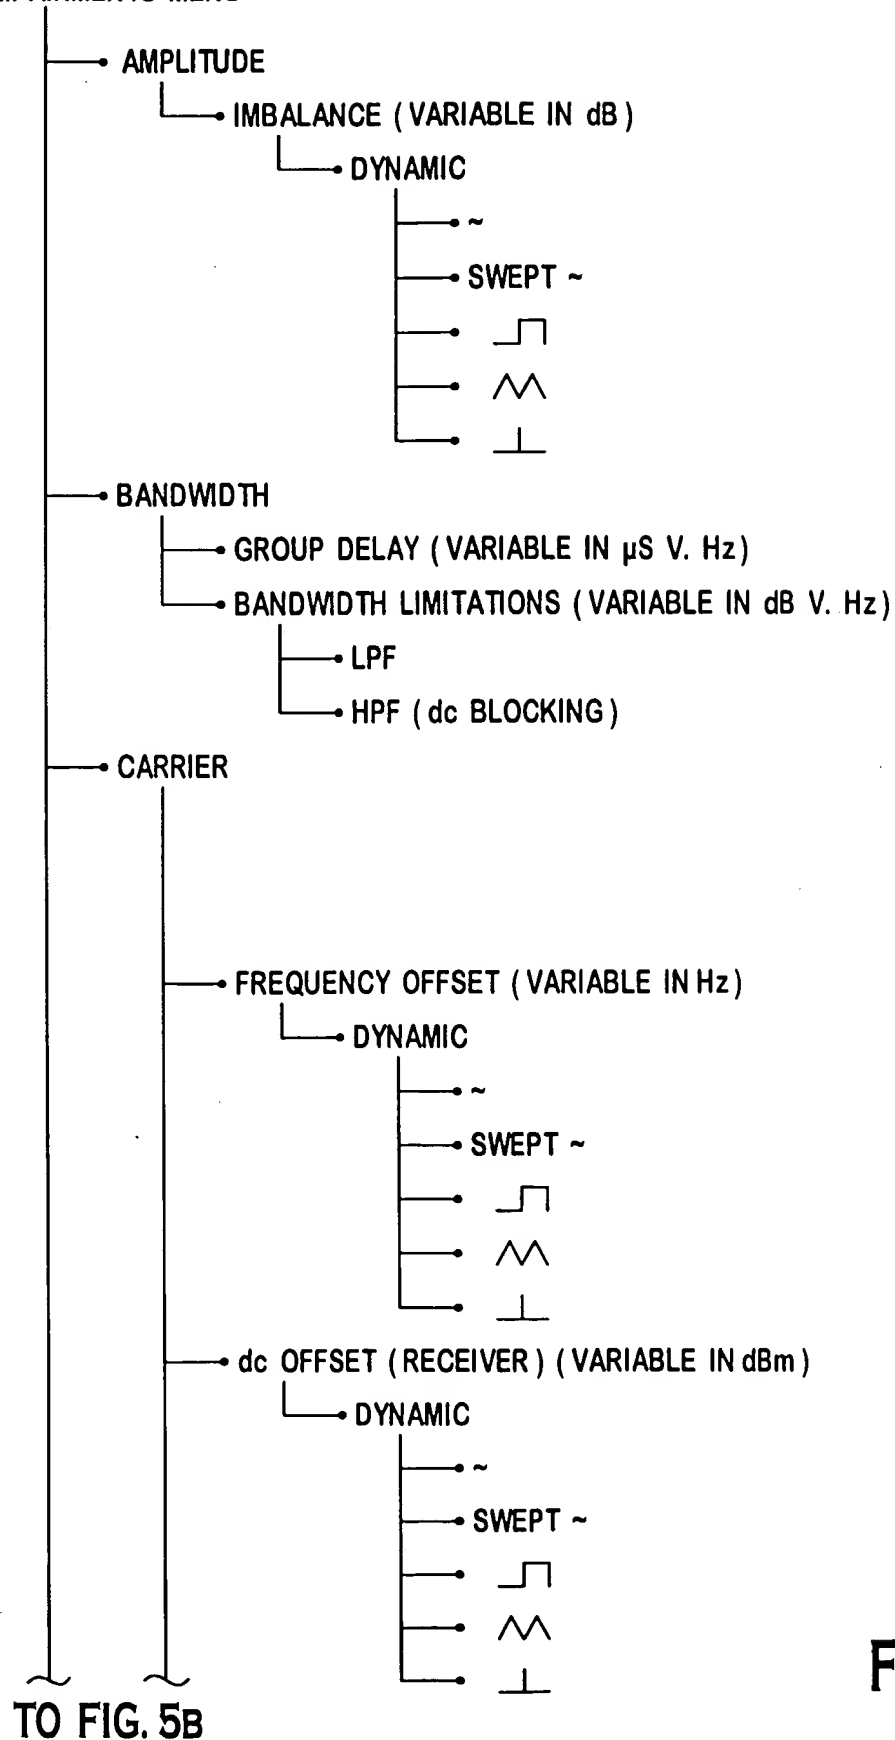 AMPLITUDE
IMBALANCE (VARIABLE IN dB)
DYNAMIC
~
SWEPT ~
BANDWIDTH
GROUP DELAY (VARIABLE IN µS V. Hz)
BANDWIDTH LIMITATIONS (VARIABLE IN dB V. Hz)
LPF
HPF (dc BLOCKING)
CARRIER
FREQUENCY OFFSET (VARIABLE IN Hz)
DYNAMIC
~
SWEPT ~
dc OFFSET (RECEIVER) (VARIABLE IN dBm)
DYNAMIC
~
SWEPT ~
F
TO FIG. 5B